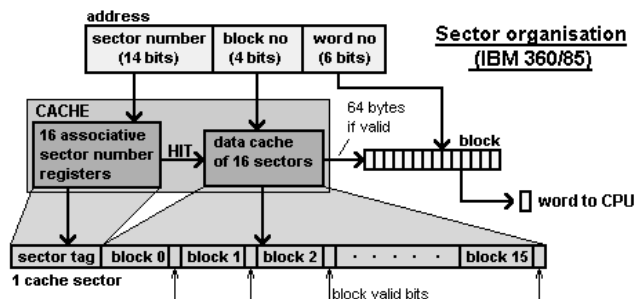 address
sector number
(14 bits)
block no
(4 bits)
word no
(6 bits)
Sector organisation
(IBM 360/85)
CACHE
16 associative
sector number
registers
HIT
data cache
of 16 sectors
64 bytes
if valid
block
word to CPU
sector tag
block 0
block 1
block 2
. . . . .
block 15
1 cache sector
block valid bits